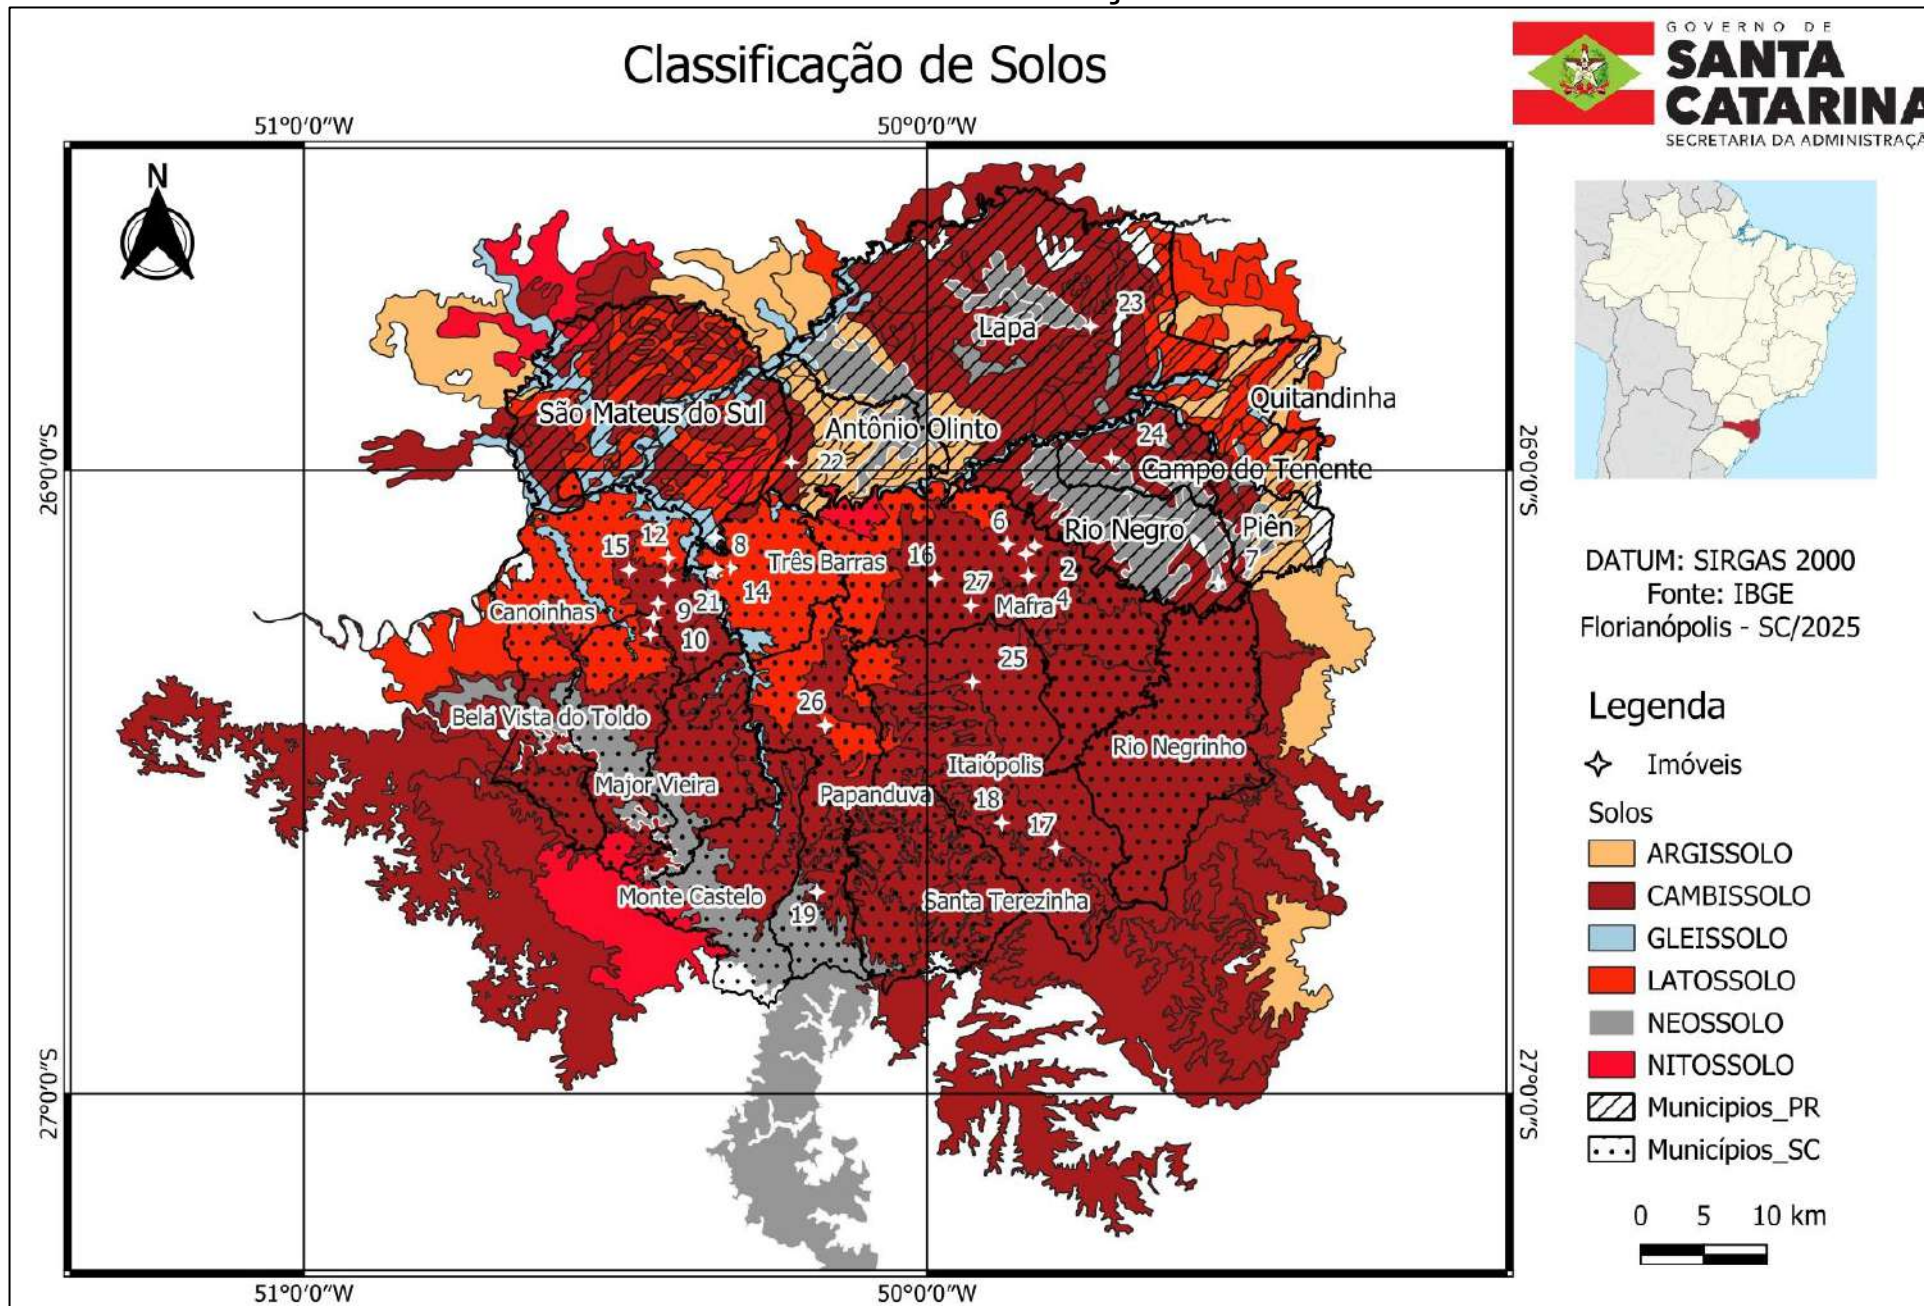 Classificação de Solos
GOVERNO DE
SANTA
CATARINA
SECRETARIA DA ADMINISTRAÇÃ
51°0'0"W
50°0'0"W
N
23
Lapa
Quitandinha
São Mateus do Sul
Antônio Olinto
24
22
Campo do Tenente
26°0'0"S
26°0'0"S
6
Rio Negro
Piên
12
15
8
Três Barras
16
7
2
27
14
Mafra
4
Canoinhas
9
21
10
25
26
Bela Vista do Toldo
Rio Negrinho
Itaiópolis
Major Vieira
Papanduva
18
17
Monte Castelo
Santa Terezinha
19
27°0'0"S
27°0'0"S
51°0'0"W
50°0'0"W
DATUM: SIRGAS 2000
Fonte: IBGE
Florianópolis - SC/2025
Legenda
Imóveis
Solos
ARGISSOLO
CAMBISSOLO
GLEISSOLO
LATOSSOLO
NEOSSOLO
NITOSSOLO
Municipios_PR
Municípios_SC
0 5 10 km